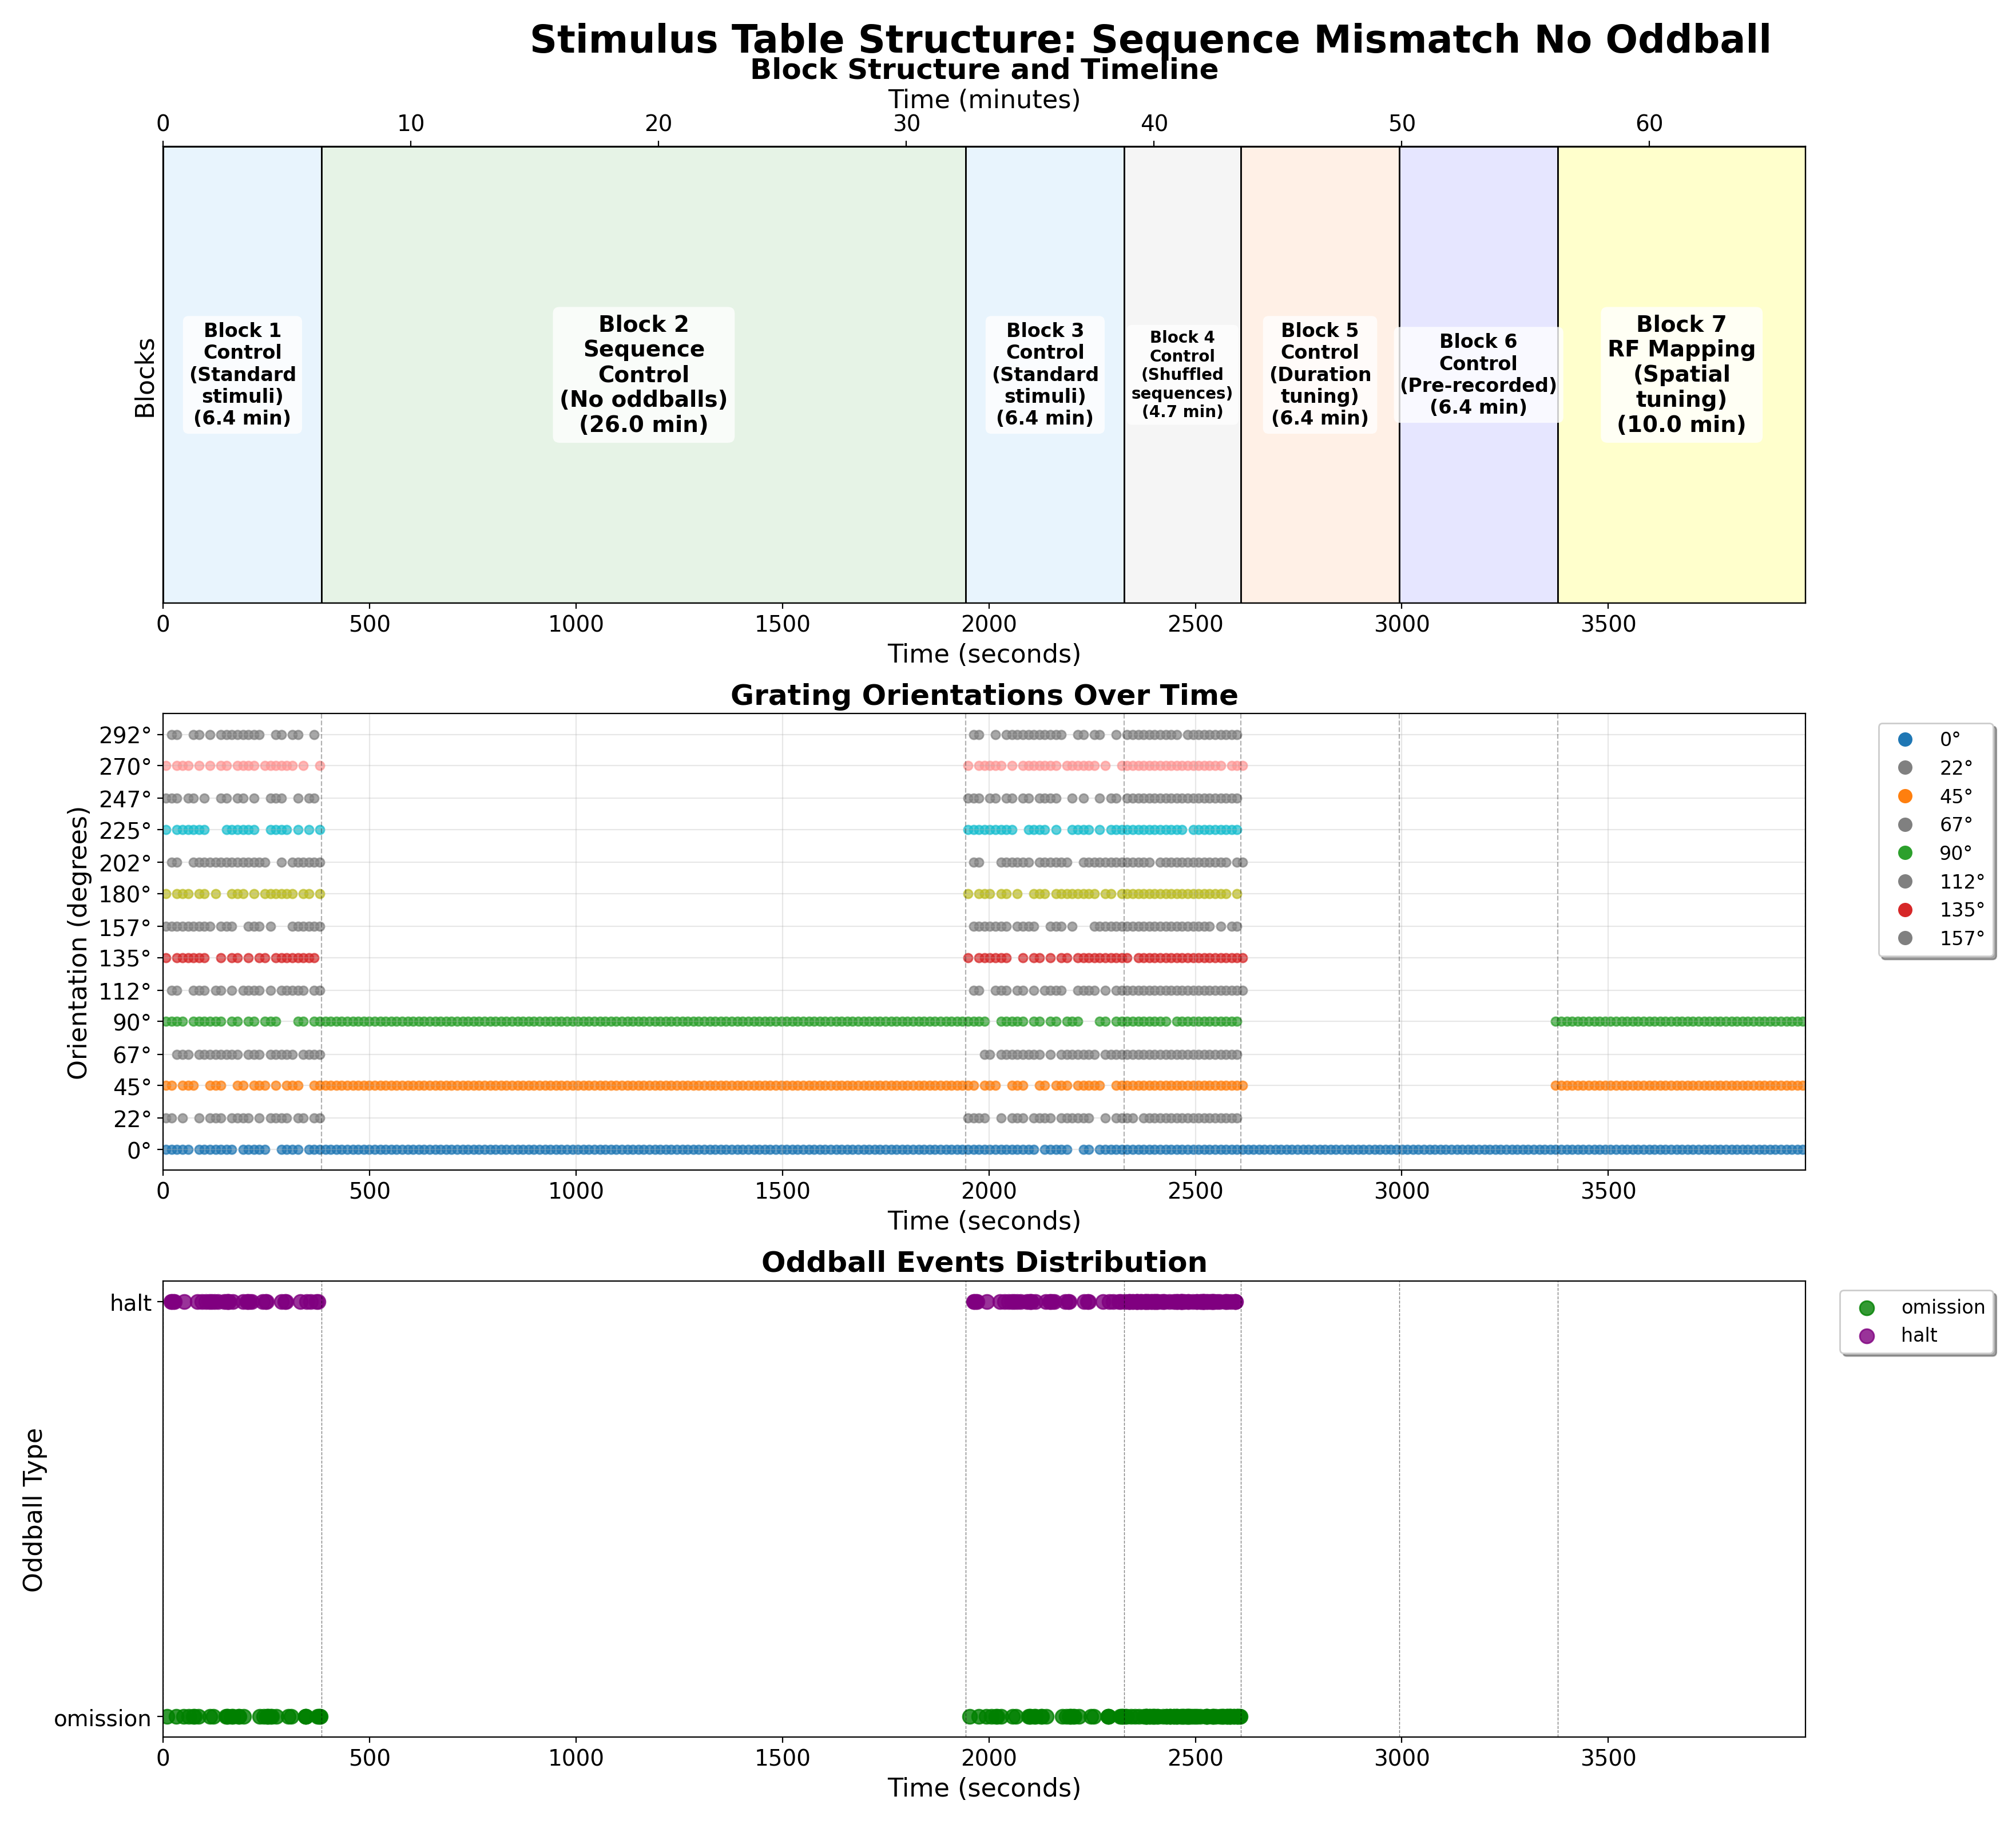 Stimulus Table Structure: Sequence Mismatch No Oddball
Block Structure and Timeline
Time (minutes)
0 10 20 30 40 50 60
Blocks
Block 1
Control
(Standard
stimuli)
(6.4 min)
Block 2
Sequence
Control
(No oddballs)
(26.0 min)
Block 3
Control
(Standard
stimuli)
(6.4 min)
Block 4
Control
(Shuffled
sequences)
(4.7 min)
Block 5
Control
(Duration
tuning)
(6.4 min)
Block 6
Control
(Pre-recorded)
(6.4 min)
Block 7
RF Mapping
(Spatial
tuning)
(10.0 min)
0 500 1000 1500 2000 2500 3000 3500
Time (seconds)
Grating Orientations Over Time
Orientation (degrees)
292°
270°
247°
225°
202°
180°
157°
135°
112°
90°
67°
45°
22°
0°
0 500 1000 1500 2000 2500 3000 3500
Time (seconds)
0°
22°
45°
67°
90°
112°
135°
157°
Oddball Events Distribution
Oddball Type
halt
omission
0 500 1000 1500 2000 2500 3000 3500
Time (seconds)
omission
halt